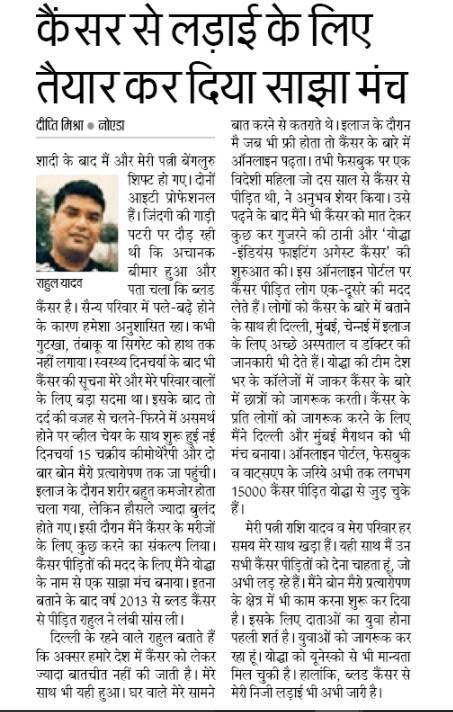 कैंसर से लड़ाई के लिए
तैयार कर दिया साझा मंच
दीप्ति मिश्रा ● नोएडा
शादी के बाद मैं और मेरी पत्नी बेंगलुरु
शिफ्ट हो गए। दोनों
आइटी प्रोफेशनल
हैं। जिंदगी की गाड़ी
पटरी पर दौड़ रही
थी कि अचानक
बीमार हुआ और
राहुल यादव
पता चला कि ब्लड
कैंसर है। सैन्य परिवार में पले-बढ़े होने
के कारण हमेशा अनुशासित रहा। कभी
गुटखा, तंबाकू या सिगरेट को हाथ तक
नहीं लगाया। स्वस्थ्य दिनचर्या के बाद भी
कैंसर की सूचना मेरे और मेरे परिवार वालों
के लिए बड़ा सदमा था। इसके बाद तो
दर्द की वजह से चलने-फिरने में असमर्थ
होने पर व्हील चेयर के साथ शुरू हुई नई
दिनचर्या 15 चक्रीय कीमोथेरैपी और दो
बार बोन मैरो प्रत्यारोपण तक जा पहुंची।
इलाज के दौरान शरीर बहुत कमजोर होता
चला गया, लेकिन हौसले ज्यादा बुलंद
होते गए। इसी दौरान मैंने कैंसर के मरीजों
के लिए कुछ करने का संकल्प लिया।
कैंसर पीड़ितों की मदद के लिए मैंने योद्धा
के नाम से एक साझा मंच बनाया। इतना
बताने के बाद वर्ष 2013 से ब्लड कैंसर
से पीड़ित राहुल ने लंबी सांस ली।
दिल्ली के रहने वाले राहुल बताते हैं
कि अक्सर हमारे देश में कैंसर को लेकर
ज्यादा बातचीत नहीं की जाती है। मेरे
साथ भी यही हुआ। घर वाले मेरे सामने
बात करने से कतराते थे। इलाज के दौरान
मै जब भी फ्री होता तो कैंसर के बारे में
ऑनलाइन पढ़ता। तभी फेसबुक पर एक
विदेशी महिला जो दस साल से कैंसर से
पीड़ित थी, ने अनुभव शेयर किया। उसे
पढ़ने के बाद मैंने भी कैंसर को मात देकर
कुछ कर गुजरने की ठानी और ‘योद्धा
-इंडियंस फाइटिंग अगेस्ट कैंसर’ की
शुरुआत की। इस ऑनलाइन पोर्टल पर
कैंसर पीड़ित लोग एक-दूसरे की मदद
लेते हैं। लोगों को कैंसर के बारे में बताने
के साथ ही दिल्ली, मुंबई, चेन्नई में इलाज
के लिए अच्छे अस्पताल व डॉक्टर की
जानकारी भी देते हैं। योद्धा की टीम देश
भर के कॉलेजों में जाकर कैंसर के बारे
में छात्रों को जागरूक करती। कैंसर के
प्रति लोगों को जागरूक करने के लिए
मैंने दिल्ली और मुंबई मैराथन को भी
मंच बनाया। ऑनलाइन पोर्टल, फेसबुक
व वाट्सएप के जरिये अभी तक लगभग
15000 कैंसर पीड़ित योद्धा से जुड़ चुके
हैं।
मेरी पत्नी राशि यादव व मेरा परिवार हर
समय मेरे साथ खड़ा हैं। यही साथ मैं उन
सभी कैंसर पीड़ितों को देना चाहता हूं, जो
अभी लड़ रहे हैं। मैंने बोन मैरो प्रत्यारोपण
के क्षेत्र में भी काम करना शुरू कर दिया
है। इसके लिए दाताओं का युवा होना
पहली शर्त है। युवाओं को जागरूक कर
रहा हूं। योद्धा को यूनेस्को से भी मान्यता
मिल चुकी है। हालांकि, ब्लड कैंसर से
मेरी निजी लड़ाई भी अभी जारी है।